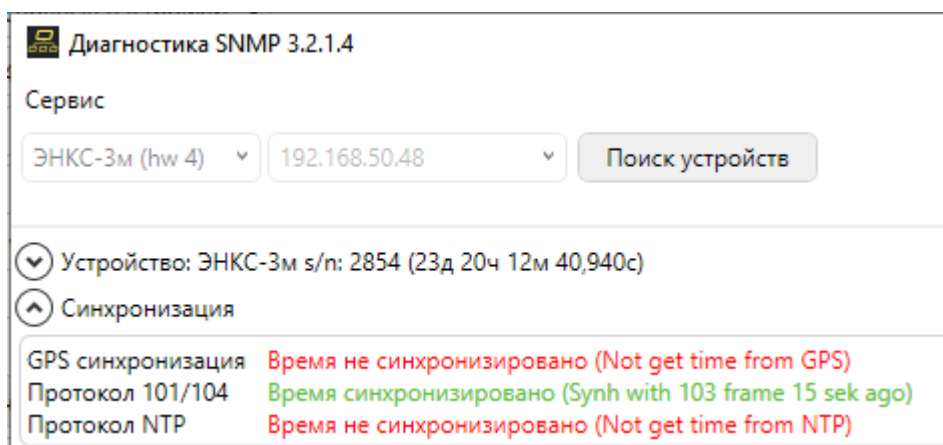 Диагностика SNMP 3.2.1.4
Сервис
ЭНКС-3м (hw 4) 192.168.50.48 Поиск устройств
Устройство: ЭНКС-3м s/n: 2854 (23д 20ч 12м 40,940с)
Синхронизация
GPS синхронизация Время не синхронизировано (Not get time from GPS)
Протокол 101/104 Время синхронизировано (Synh with 103 frame 15 sek ago)
Протокол NTP Время не синхронизировано (Not get time from NTP)